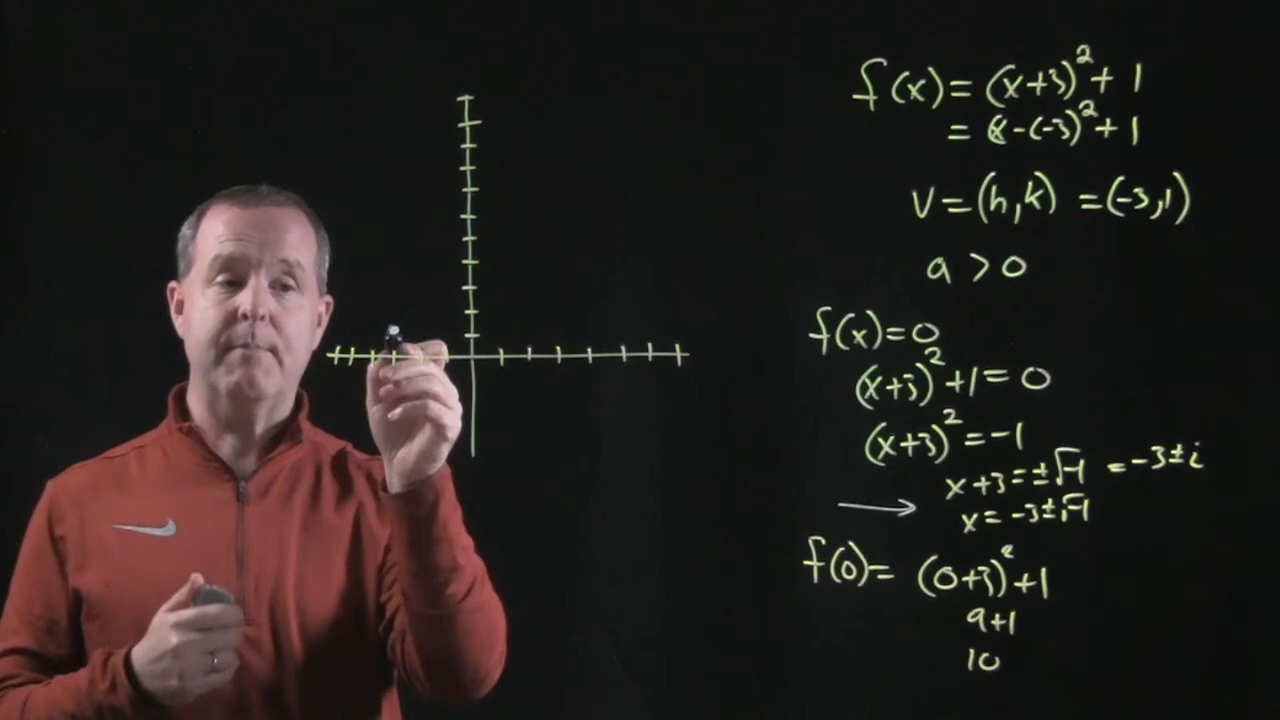 f(x) = (x+3)² + 1
= (x-(-3)²+ 1
V = (h,k) = (-3,1)
a > 0
f(x)=0
(x+3)²+1=0
(x+3)² = -1
x+3=±√-1 = -3±i
x= -3±√-1
f(0)= (0+3)²+1
9+1
10